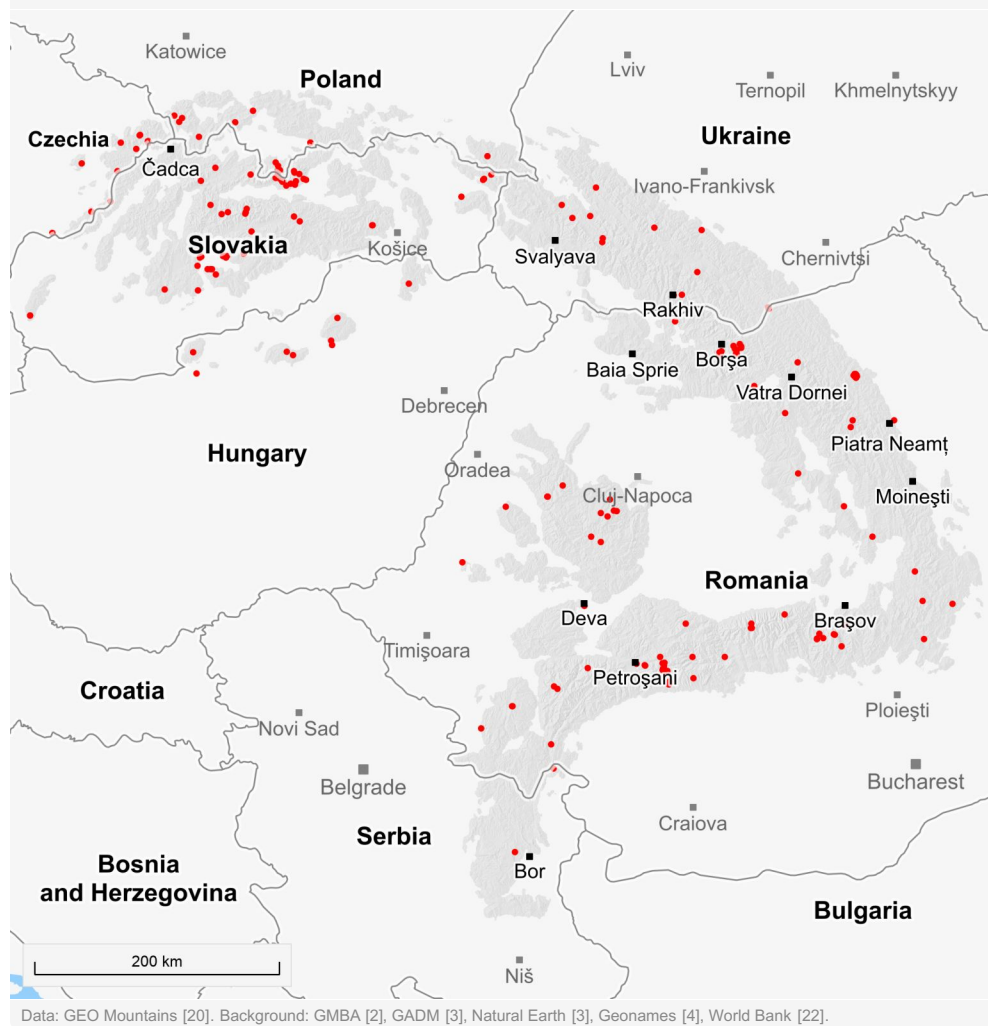 Katowice
Lviv
Poland
Ternopil
Khmelnytskyy
Czechia
Ukraine
Čadca
Ivano-Frankivsk
Slovakia
Košice
Svalyava
Chernivtsi
Rakhiv
Borşa
Baia Sprie
Vatra Dornei
Debrecen
Hungary
Piatra Neamţ
Oradea
Cluj-Napoca
Moineşti
Romania
Deva
Braşov
Timişoara
Petroşani
Croatia
Novi Sad
Ploieşti
Belgrade
Bucharest
Serbia
Craiova
Bosnia
and Herzegovina
Bor
Bulgaria
200 km
Niš
Data: GEO Mountains [20]. Background: GMBA [2], GADM [3], Natural Earth [3], Geonames [4], World Bank [22].